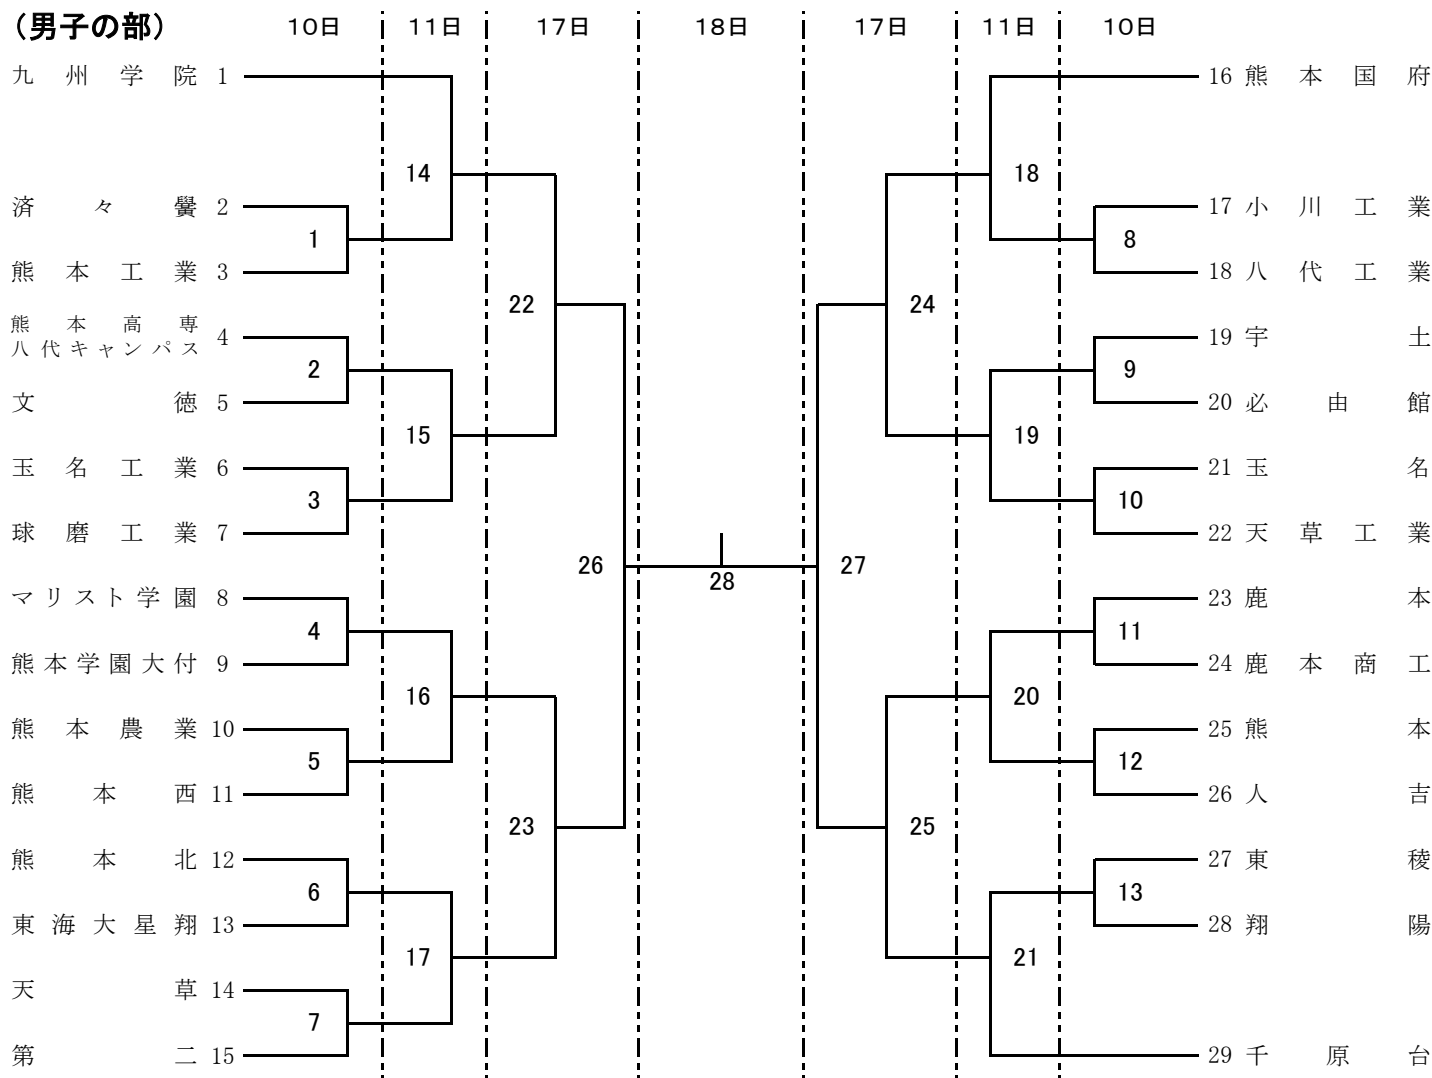 （男子の部）
10日 11日 17日 18日 17日 11日 10日
九州学院 1
16 熊本国府
14
18
済々黌 2
17 小川工業
1
8
熊本工業 3
18 八代工業
22
24
熊本高専
八代キャンパス 4
19 宇土
2
9
文徳 5
20 必由館
15
19
玉名工業 6
21 玉名
3
10
球磨工業 7
22 天草工業
26
27
28
マリスト学園 8
23 鹿本
4
11
熊本学園大付 9
24 鹿本商工
16
20
熊本農業 10
25 熊本
5
12
熊本西 11
26 人吉
23
25
熊本北 12
27 東稜
6
13
東海大星翔 13
28 翔陽
17
21
天草 14
7
第二 15
29 千原台